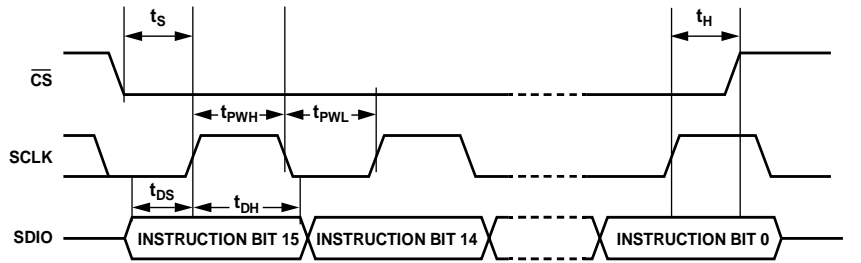 tS
tH
CS
tPWH
tPWL
SCLK
tDS
tDH
SDIO
INSTRUCTION BIT 15
INSTRUCTION BIT 14
INSTRUCTION BIT 0